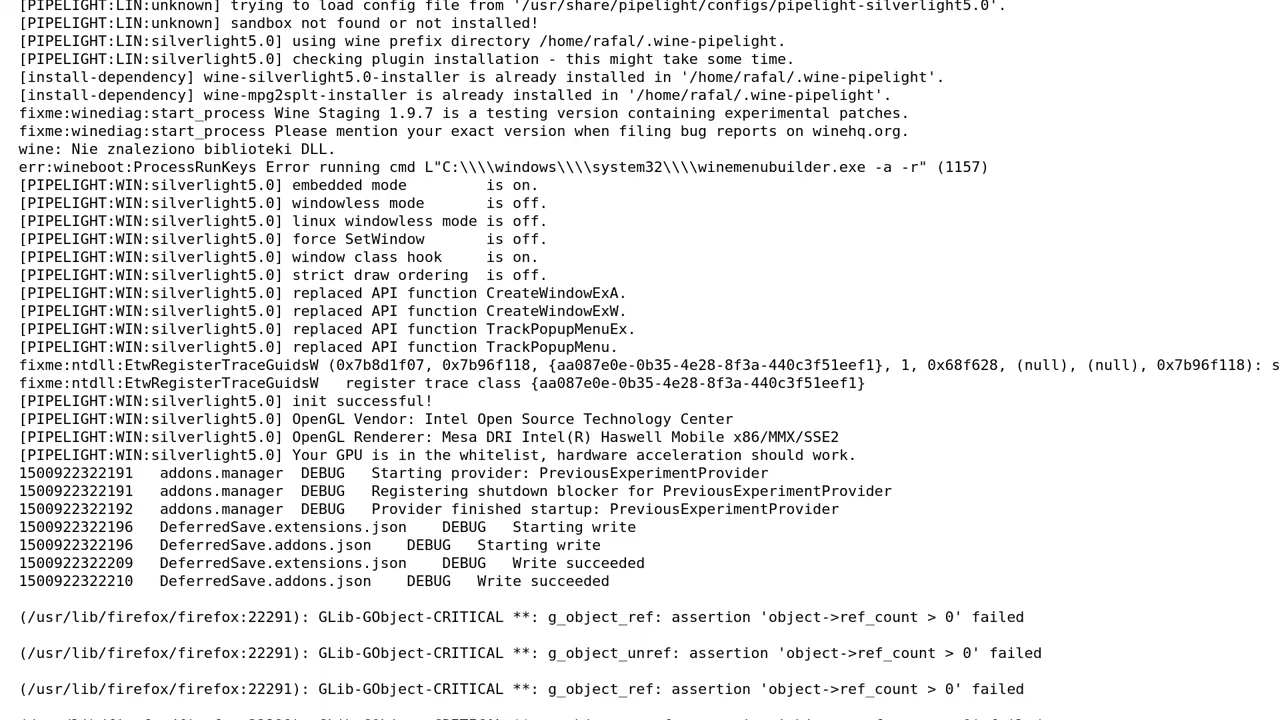 [PIPELIGHT:LIN:unknown] trying to load config file from '/usr/share/pipelight/configs/pipelight-silverlight5.0'.
[PIPELIGHT:LIN:unknown] sandbox not found or not installed!
[PIPELIGHT:LIN:silverlight5.0] using wine prefix directory /home/rafal/.wine-pipelight.
[PIPELIGHT:LIN:silverlight5.0] checking plugin installation - this might take some time.
[install-dependency] wine-silverlight5.0-installer is already installed in '/home/rafal/.wine-pipelight'.
[install-dependency] wine-mpg2splt-installer is already installed in '/home/rafal/.wine-pipelight'.
fixme:winediag:start_process Wine Staging 1.9.7 is a testing version containing experimental patches.
fixme:winediag:start_process Please mention your exact version when filing bug reports on winehq.org.
wine: Nie znaleziono biblioteki DLL.
err:wineboot:ProcessRunKeys Error running cmd L"C:\\\\windows\\\\system32\\\\winemenubuilder.exe -a -r" (1157)
[PIPELIGHT:WIN:silverlight5.0] embedded mode         is on.
[PIPELIGHT:WIN:silverlight5.0] windowless mode       is off.
[PIPELIGHT:WIN:silverlight5.0] linux windowless mode is off.
[PIPELIGHT:WIN:silverlight5.0] force SetWindow       is off.
[PIPELIGHT:WIN:silverlight5.0] window class hook     is on.
[PIPELIGHT:WIN:silverlight5.0] strict draw ordering  is off.
[PIPELIGHT:WIN:silverlight5.0] replaced API function CreateWindowExA.
[PIPELIGHT:WIN:silverlight5.0] replaced API function CreateWindowExW.
[PIPELIGHT:WIN:silverlight5.0] replaced API function TrackPopupMenuEx.
[PIPELIGHT:WIN:silverlight5.0] replaced API function TrackPopupMenu.
fixme:ntdll:EtwRegisterTraceGuidsW (0x7b8d1f07, 0x7b96f118, {aa087e0e-0b35-4e28-8f3a-440c3f51eef1}, 1, 0x68f628, (null), (null), 0x7b96f118): s
fixme:ntdll:EtwRegisterTraceGuidsW   register trace class {aa087e0e-0b35-4e28-8f3a-440c3f51eef1}
[PIPELIGHT:WIN:silverlight5.0] init successful!
[PIPELIGHT:WIN:silverlight5.0] OpenGL Vendor: Intel Open Source Technology Center
[PIPELIGHT:WIN:silverlight5.0] OpenGL Renderer: Mesa DRI Intel(R) Haswell Mobile x86/MMX/SSE2
[PIPELIGHT:WIN:silverlight5.0] Your GPU is in the whitelist, hardware acceleration should work.
1500922322191   addons.manager  DEBUG   Starting provider: PreviousExperimentProvider
1500922322191   addons.manager  DEBUG   Registering shutdown blocker for PreviousExperimentProvider
1500922322192   addons.manager  DEBUG   Provider finished startup: PreviousExperimentProvider
1500922322196   DeferredSave.extensions.json    DEBUG   Starting write
1500922322196   DeferredSave.addons.json    DEBUG   Starting write
1500922322209   DeferredSave.extensions.json    DEBUG   Write succeeded
1500922322210   DeferredSave.addons.json    DEBUG   Write succeeded
(/usr/lib/firefox/firefox:22291): GLib-GObject-CRITICAL **: g_object_ref: assertion 'object->ref_count > 0' failed
(/usr/lib/firefox/firefox:22291): GLib-GObject-CRITICAL **: g_object_unref: assertion 'object->ref_count > 0' failed
(/usr/lib/firefox/firefox:22291): GLib-GObject-CRITICAL **: g_object_ref: assertion 'object->ref_count > 0' failed